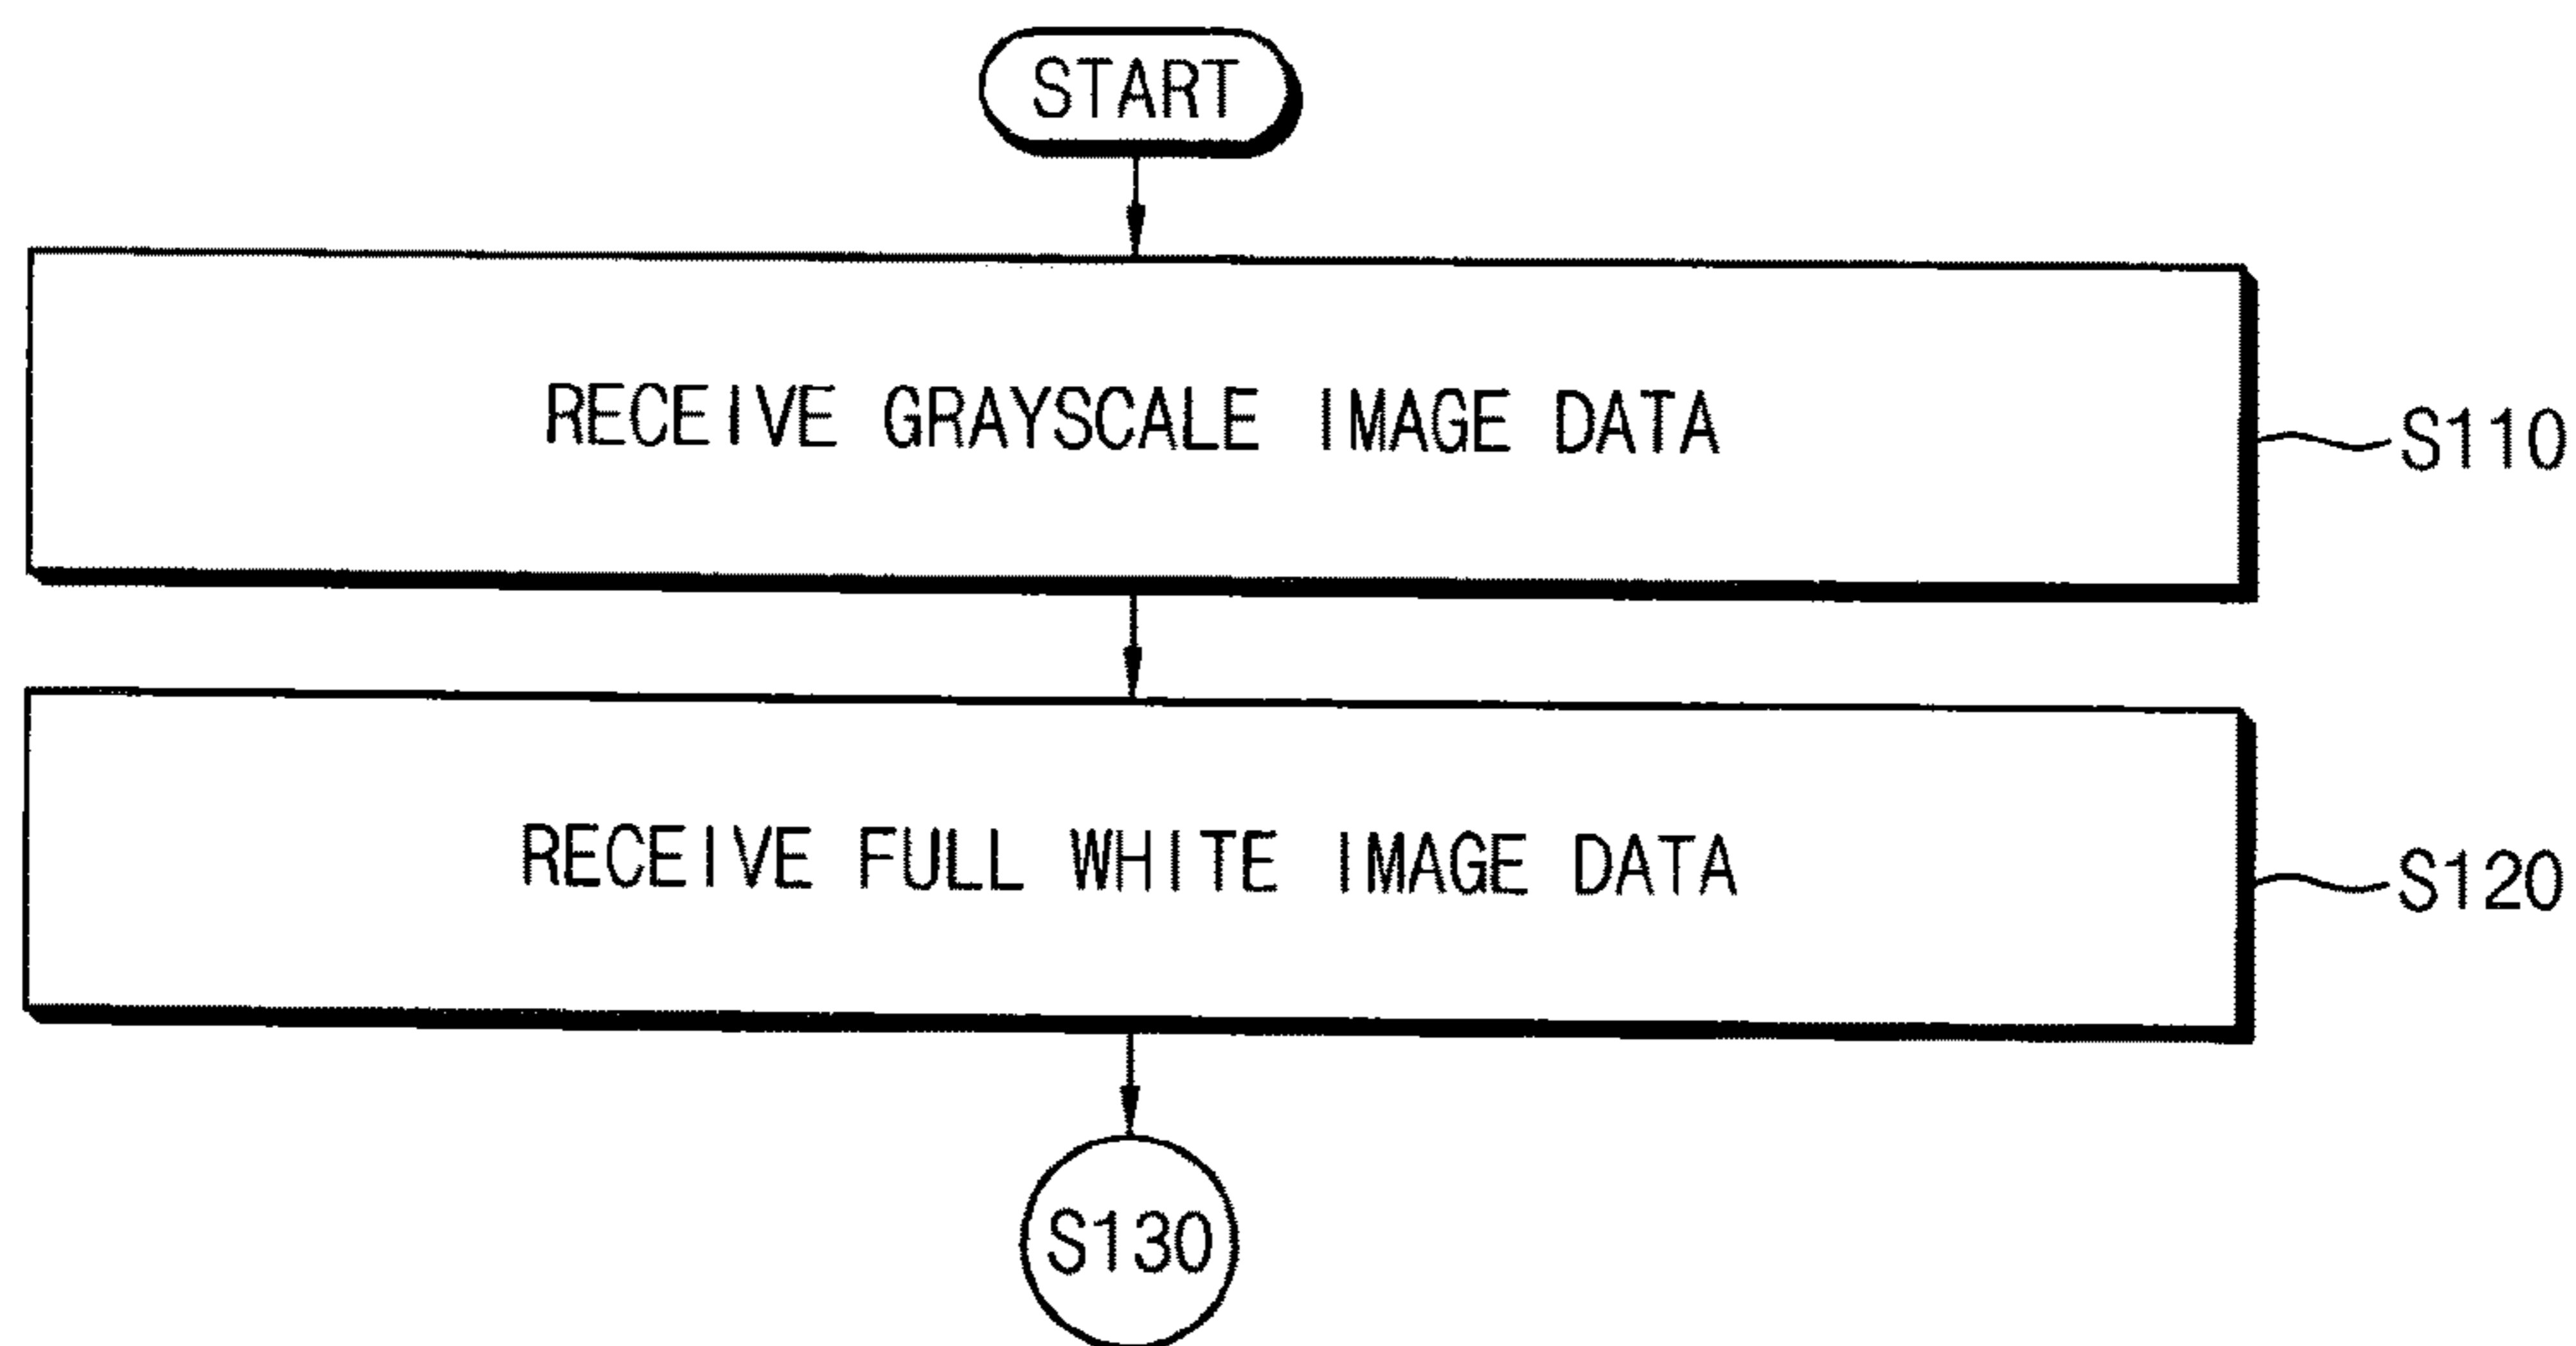 START
RECEIVE GRAYSCALE IMAGE DATA
S110
RECEIVE FULL WHITE IMAGE DATA
S120
S130